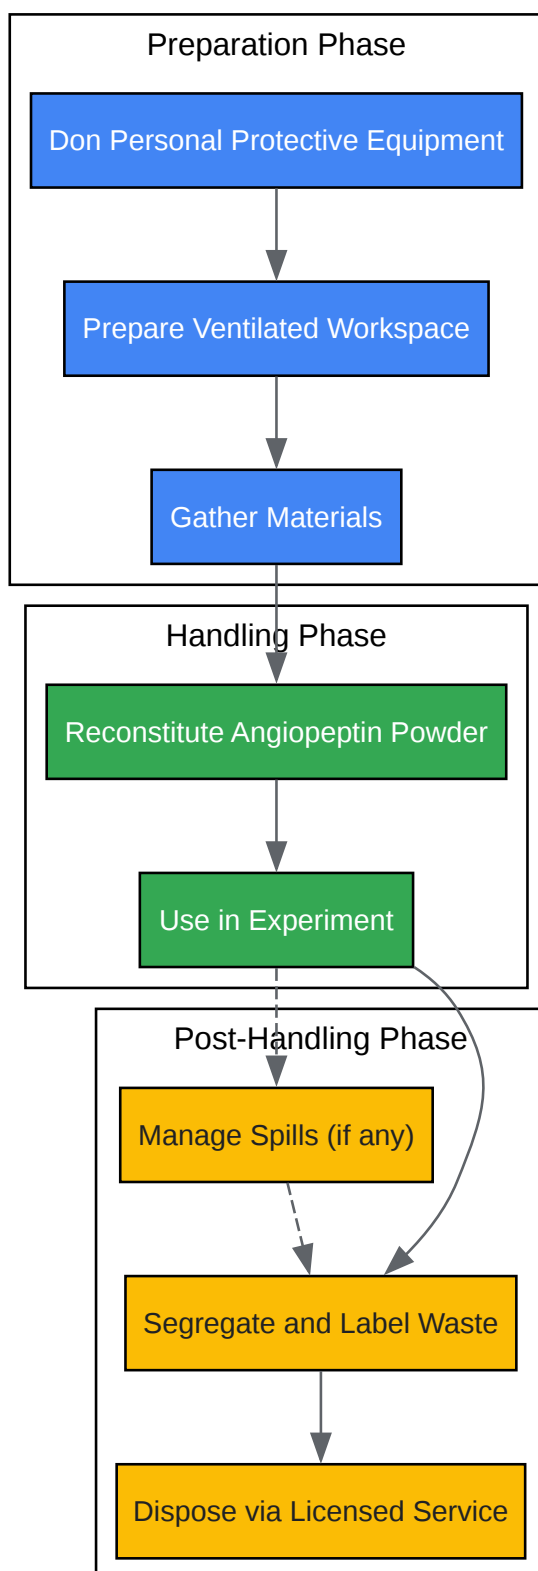 Preparation Phase
Don Personal Protective Equipment
Prepare Ventilated Workspace
Gather Materials
Handling Phase
Reconstitute Angiopeptin Powder
Use in Experiment
Post-Handling Phase
Manage Spills (if any)
Segregate and Label Waste
Dispose via Licensed Service